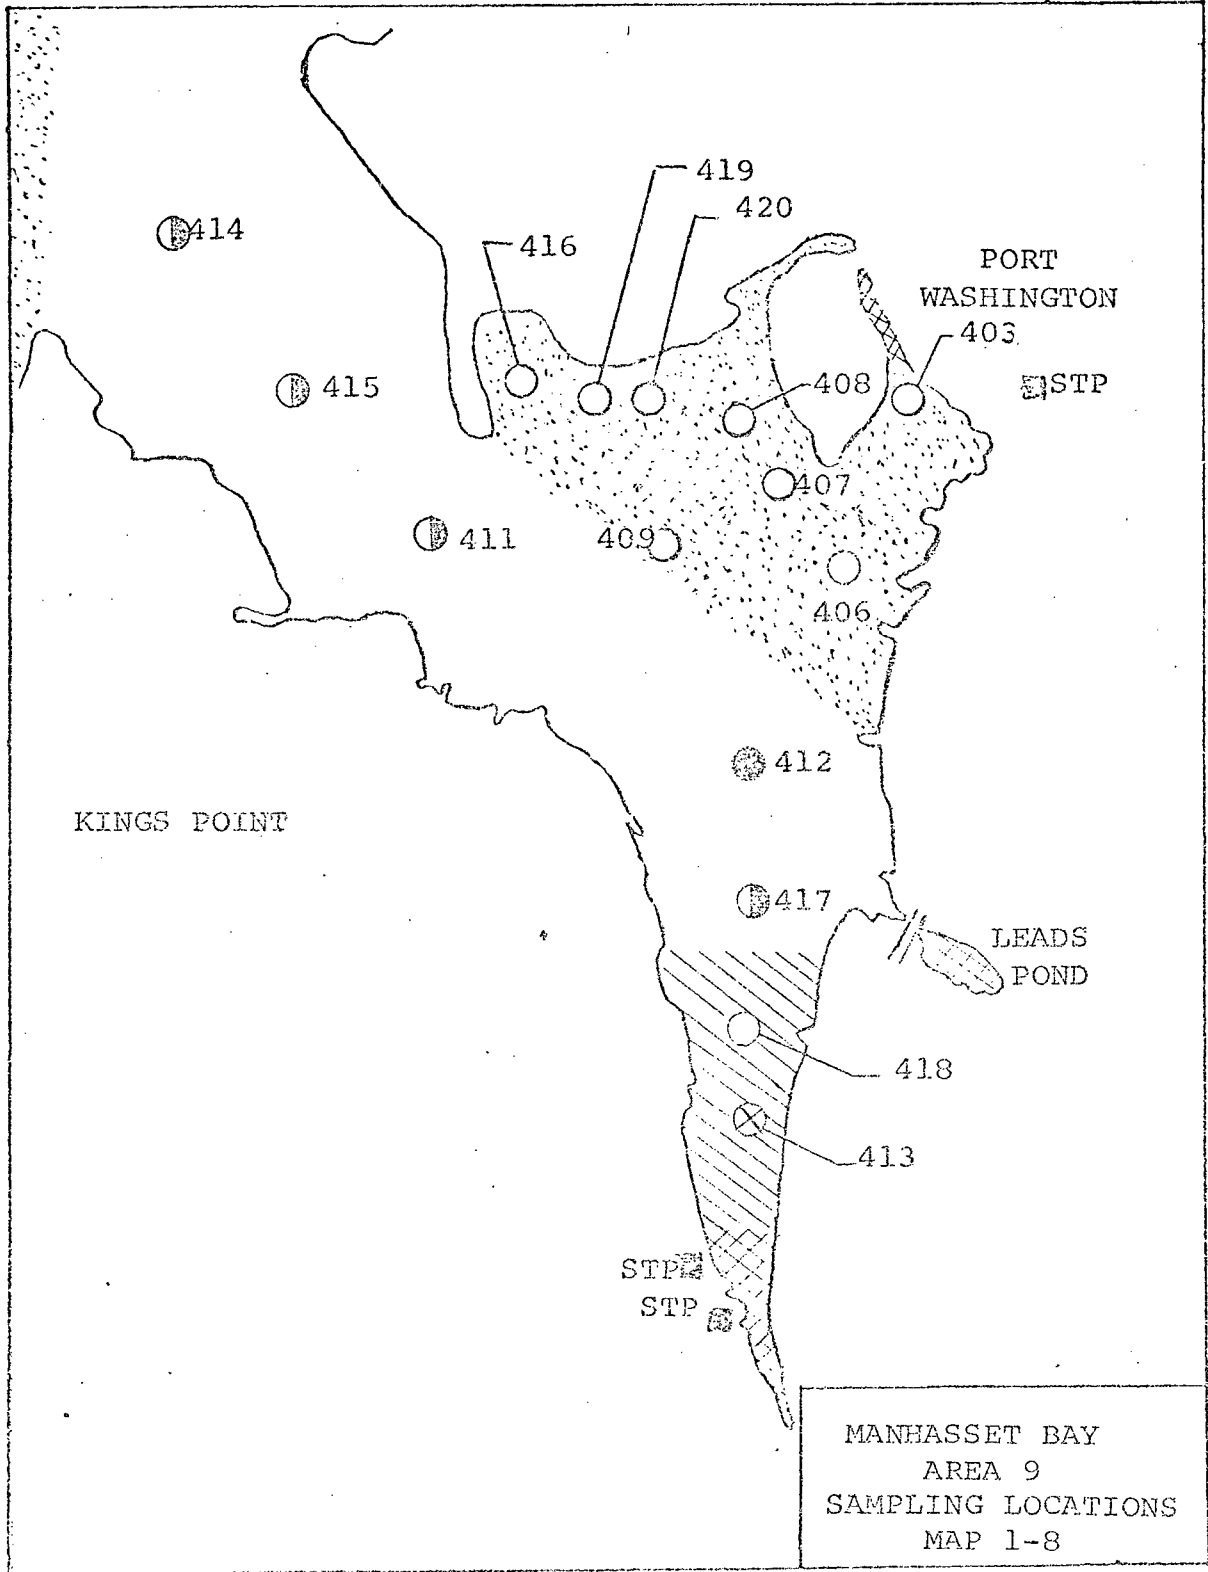 419
420
414
416
PORT
WASHINGTON
403
415
408
STP
407
411
409
406
412
KINGS POINT
417
LEADS
POND
418
413
STP
STP
MANHASSET BAY
AREA 9
SAMPLING LOCATIONS
MAP 1-8